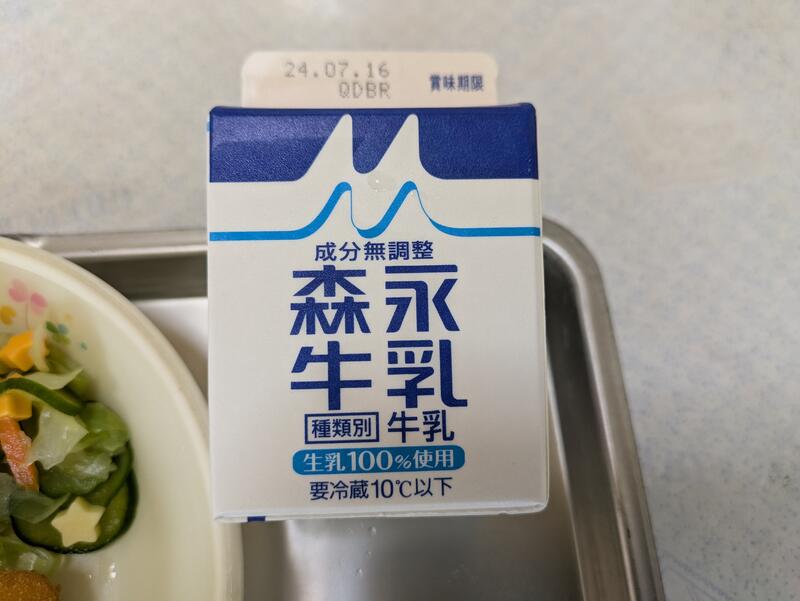 24.07.16 賞味期限
QDBR
成分無調整
森永
牛乳
種類別 牛乳
生乳100%使用
要冷蔵10℃以下